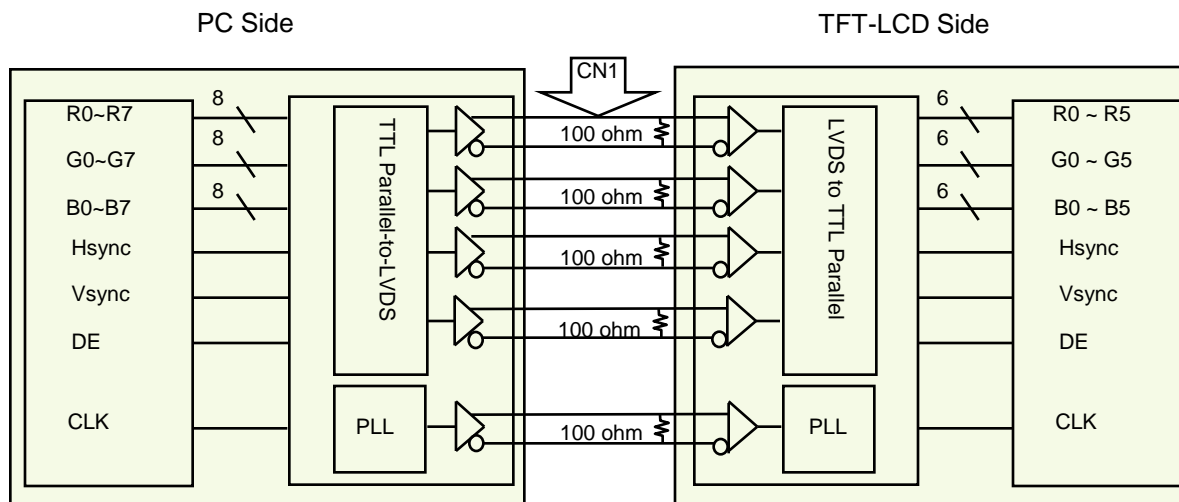 PC Side
TFT-LCD Side
CN1
R0~R7
8
G0~G7
8
B0~B7
8
Hsync
Vsync
DE
CLK
TTL Parallel-to-LVDS
PLL
100 ohm
100 ohm
100 ohm
100 ohm
100 ohm
LVDS to TTL Parallel
PLL
6
R0 ~ R5
6
G0 ~ G5
6
B0 ~ B5
Hsync
Vsync
DE
CLK